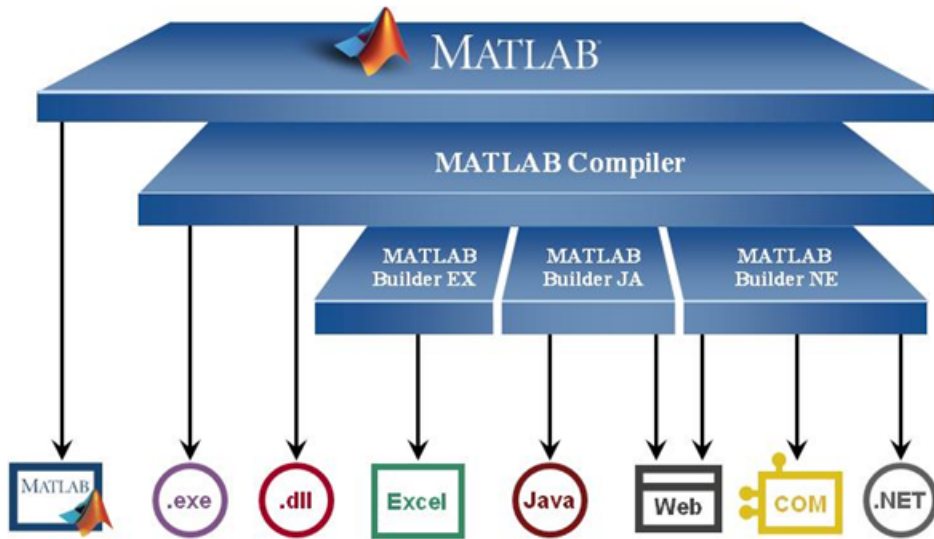 MATLAB
MATLAB Compiler
MATLAB
Builder EX
MATLAB
Builder JA
MATLAB
Builder NE
MATLAB
.exe
.dll
Excel
Java
Web
COM
.NET